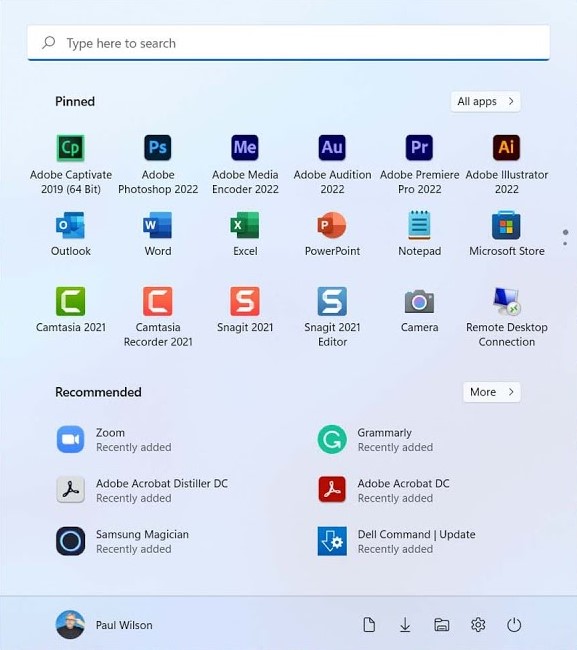 Type here to search
Pinned
All apps
Cp
Ps
Me
Au
Pr
Ai
Adobe Captivate 2019 (64 Bit)
Adobe Photoshop 2022
Adobe Media Encoder 2022
Adobe Audition 2022
Adobe Premiere Pro 2022
Adobe Illustrator 2022
O
W
X
P
Outlook
Word
Excel
PowerPoint
Notepad
Microsoft Store
C
C
S
S
Camtasia 2021
Camtasia Recorder 2021
Snagit 2021
Snagit 2021 Editor
Camera
Remote Desktop Connection
Recommended
More
Zoom
Recently added
Grammarly
Recently added
G
Adobe Acrobat Distiller DC
Recently added
Adobe Acrobat DC
Recently added
Samsung Magician
Recently added
Dell Command | Update
Recently added
Paul Wilson